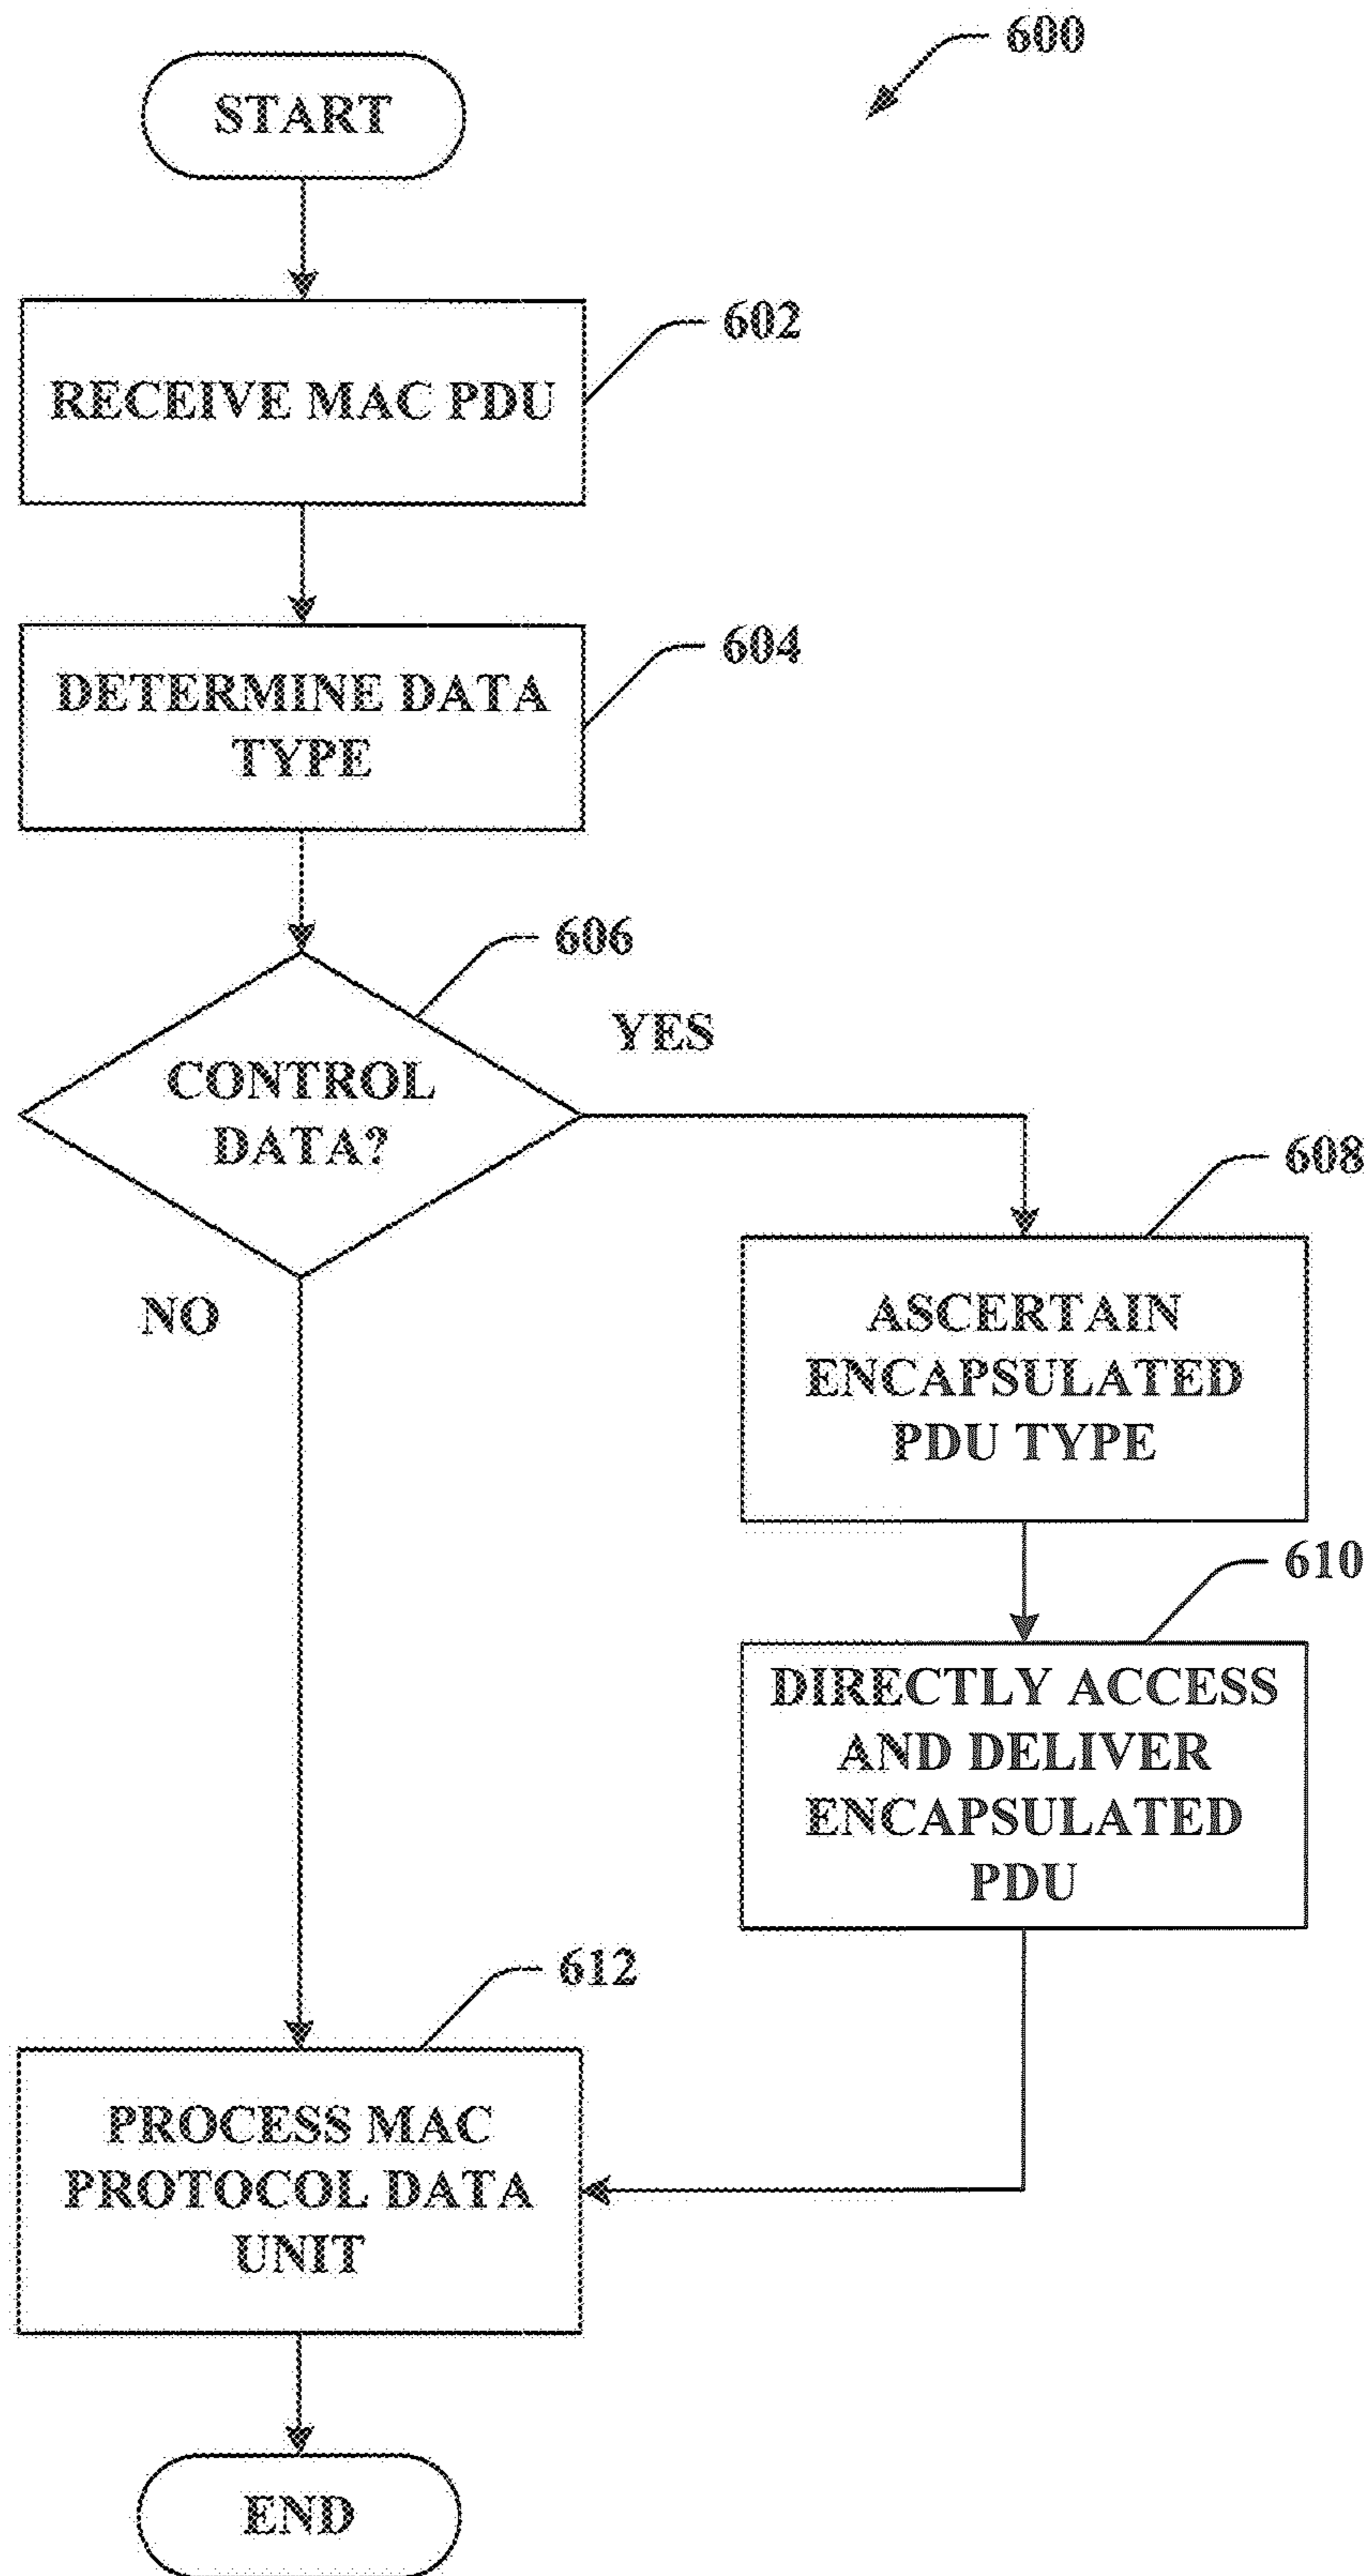 600
START
602
RECEIVE MAC PDU
604
DETERMINE DATA
TYPE
606
YES
CONTROL
DATA?
608
NO
ASCERTAIN
ENCAPSULATED
PDU TYPE
610
DIRECTLY ACCESS
AND DELIVER
ENCAPSULATED
PDU
612
PROCESS MAC
PROTOCOL DATA
UNIT
END